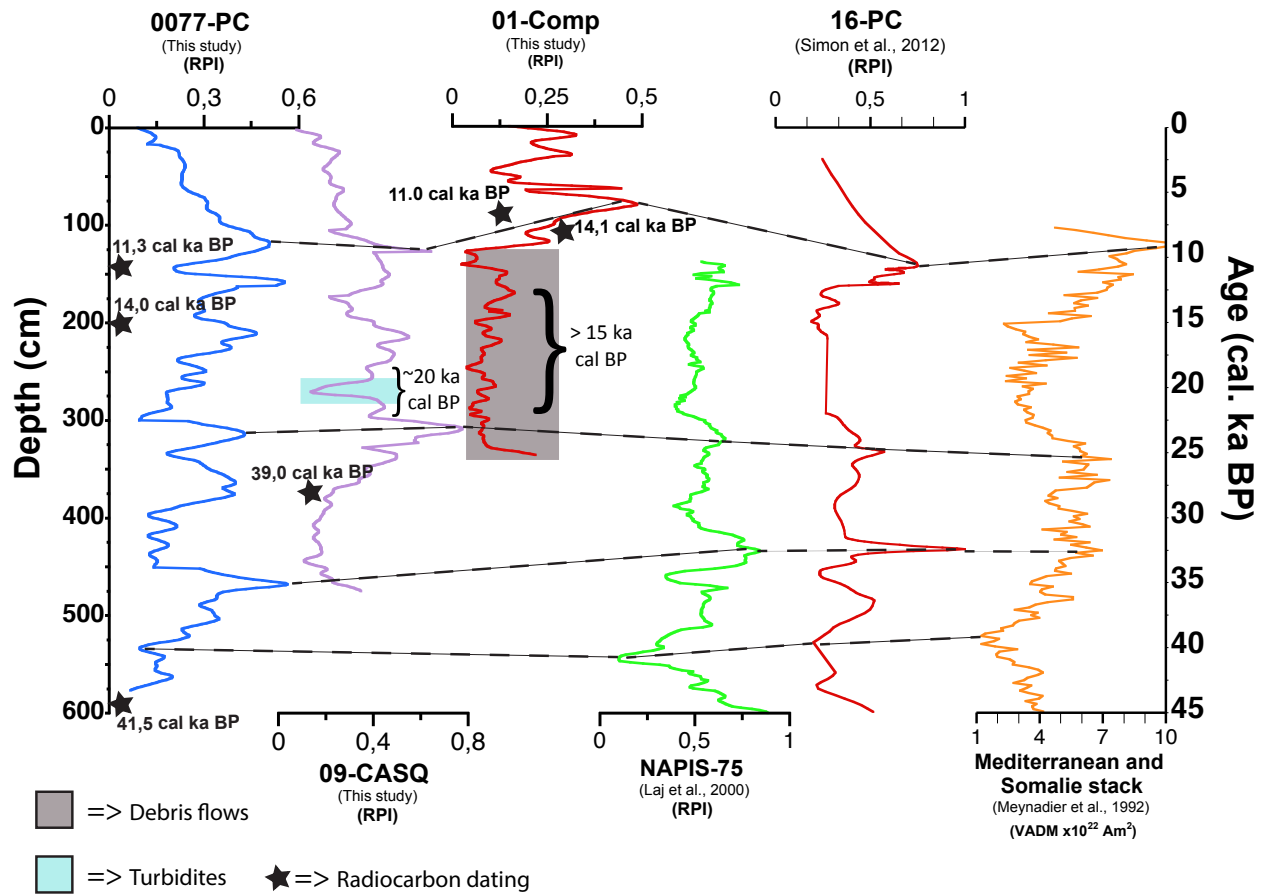 0077-PC
(This study)
(RPI)
01-Comp
(This study)
(RPI)
16-PC
(Simon et al., 2012)
(RPI)
0 0,3 0,6
0 0,25 0,5
0 0,5 1
Depth (cm)
0
100
200
300
400
500
600
Age (cal. ka BP)
0
5
10
15
20
25
30
35
40
45
11,3 cal ka BP
14,0 cal ka BP
41,5 cal ka BP
39,0 cal ka BP
~20 ka
cal BP
11.0 cal ka BP
14,1 cal ka BP
> 15 ka
cal BP
0 0,4 0,8
09-CASQ
(This study)
(RPI)
0 0,5 1
NAPIS-75
(Laj et al., 2000)
(RPI)
1 4 7 10
Mediterranean and
Somalie stack
(Meynadier et al., 1992)
(VADM x10²² Am²)
=> Debris flows
=> Turbidites
=> Radiocarbon dating